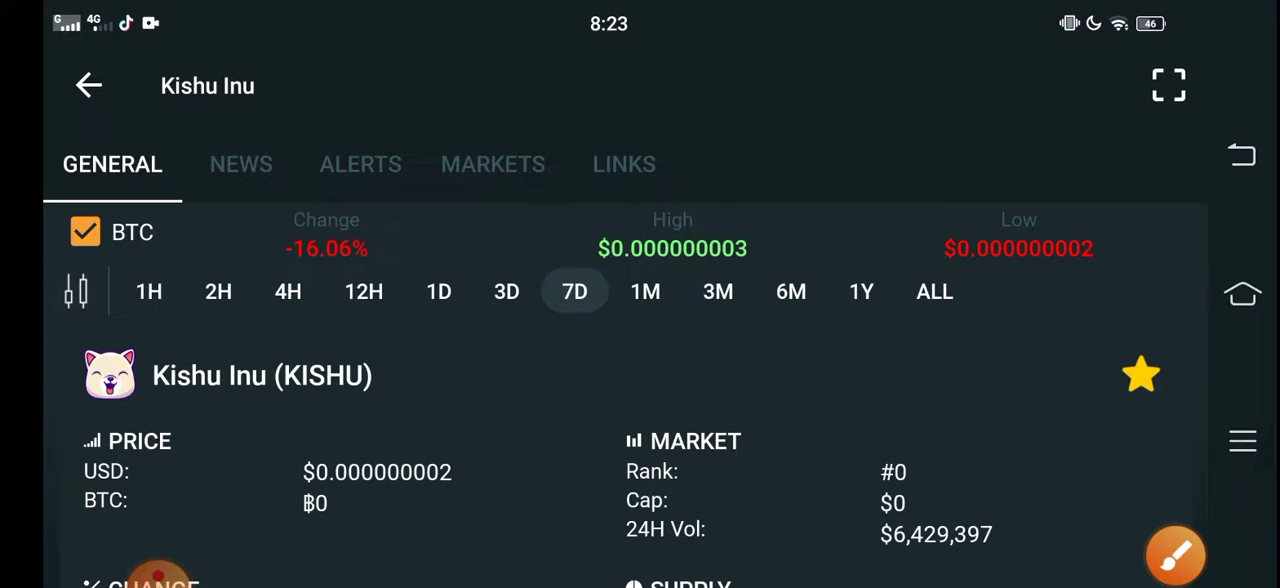 G 4G 8:23 46
Kishu Inu
GENERAL NEWS ALERTS MARKETS LINKS
BTC Change High Low
-16.06% $0.000000003 $0.000000002
1H 2H 4H 12H 1D 3D 7D 1M 3M 6M 1Y ALL
Kishu Inu (KISHU)
PRICE MARKET
USD: $0.000000002 Rank: #0
BTC: ฿0 Cap: $0
24H Vol: $6,429,397
CHANGE SUPPLY